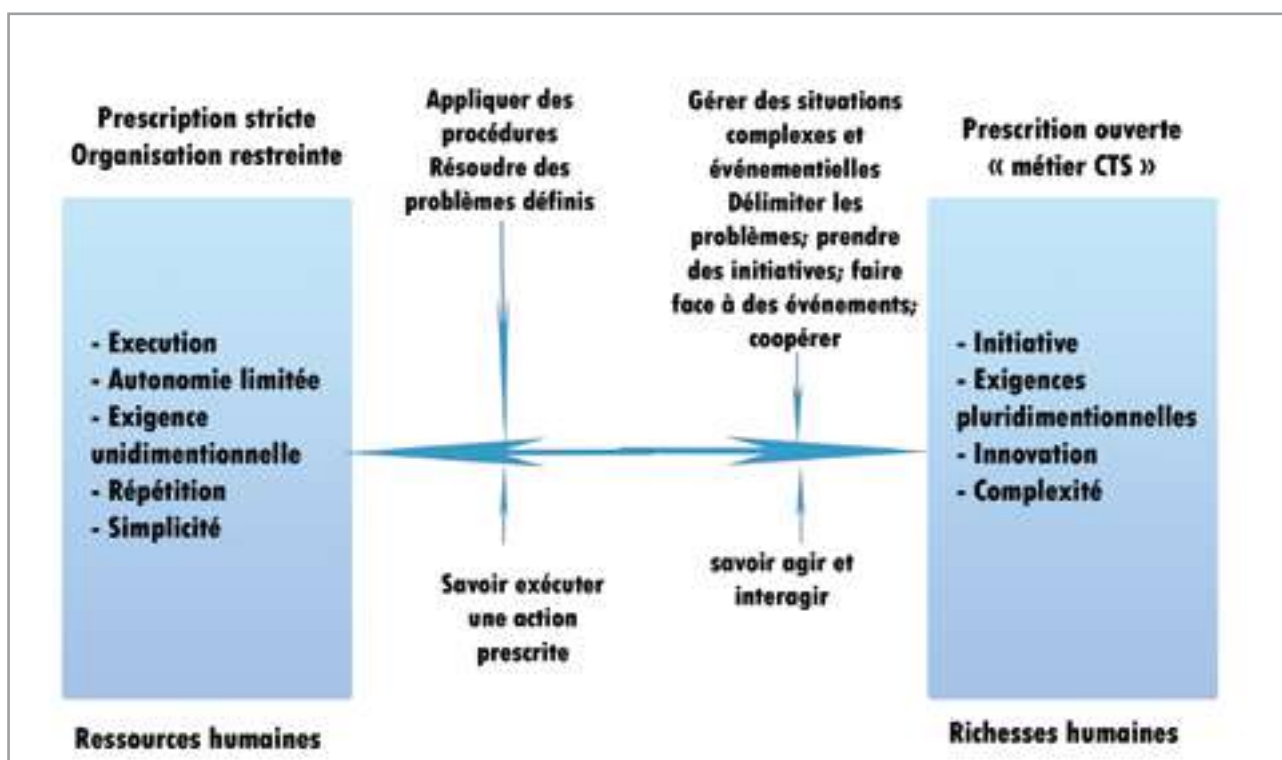 Prescription stricte
Organisation restreinte
- Execution
- Autonomie limitée
- Exigence
unidimentionnelle
- Répétition
- Simplicité
Ressources humaines
Appliquer des
procédures
Résoudre des
problèmes définis
Savoir exécuter
une action
prescrite
Gérer des situations
complexes et
événementielles
Délimiter les
problèmes; prendre
des initiatives; faire
face à des événements;
coopérer
savoir agir et
interagir
Prescrition ouverte
« métier CTS »
- Initiative
- Exigences
pluridimentionnelles
- Innovation
- Complexité
Richesses humaines